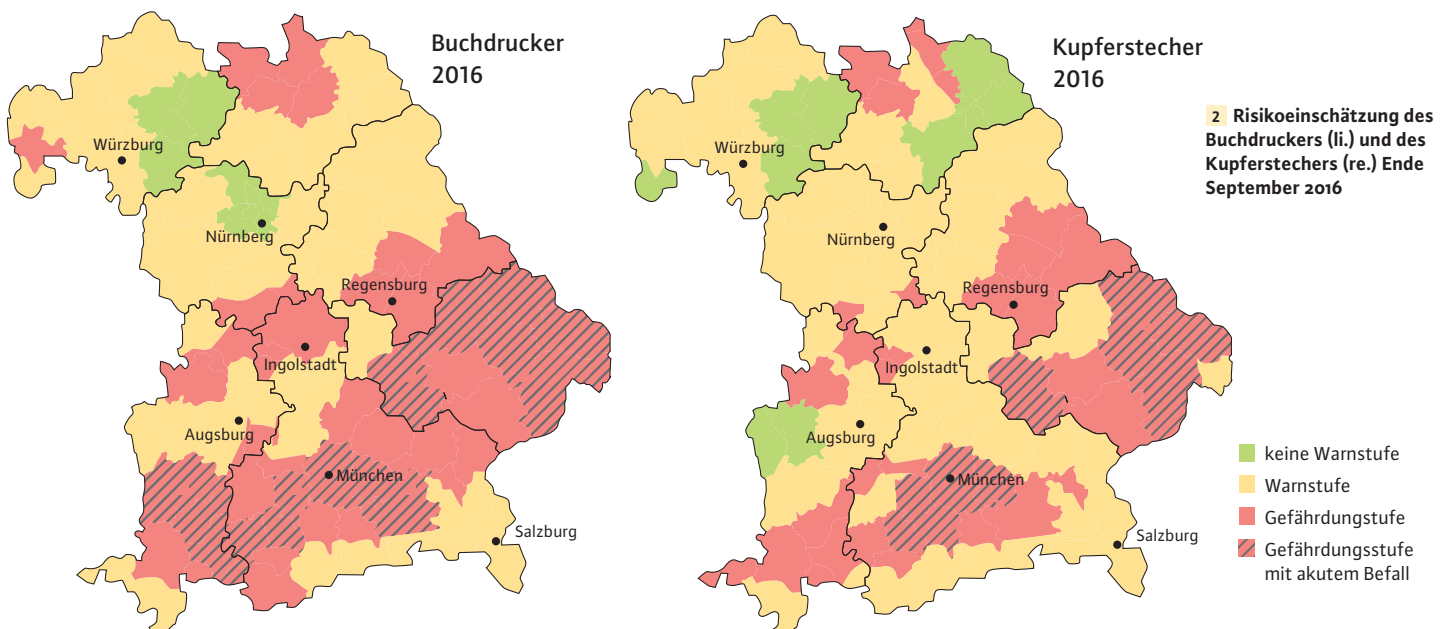 Buchdrucker
2016
Würzburg
Nürnberg
Regensburg
Ingolstadt
Augsburg
München
Salzburg
Kupferstecher
2016
Würzburg
Nürnberg
Regensburg
Ingolstadt
Augsburg
München
Salzburg
2 Risikoeinschätzung des
Buchdruckers (li.) und des
Kupferstechers (re.) Ende
September 2016
keine Warnstufe
Warnstufe
Gefährdungstufe
Gefährdungsstufe
mit akutem Befall